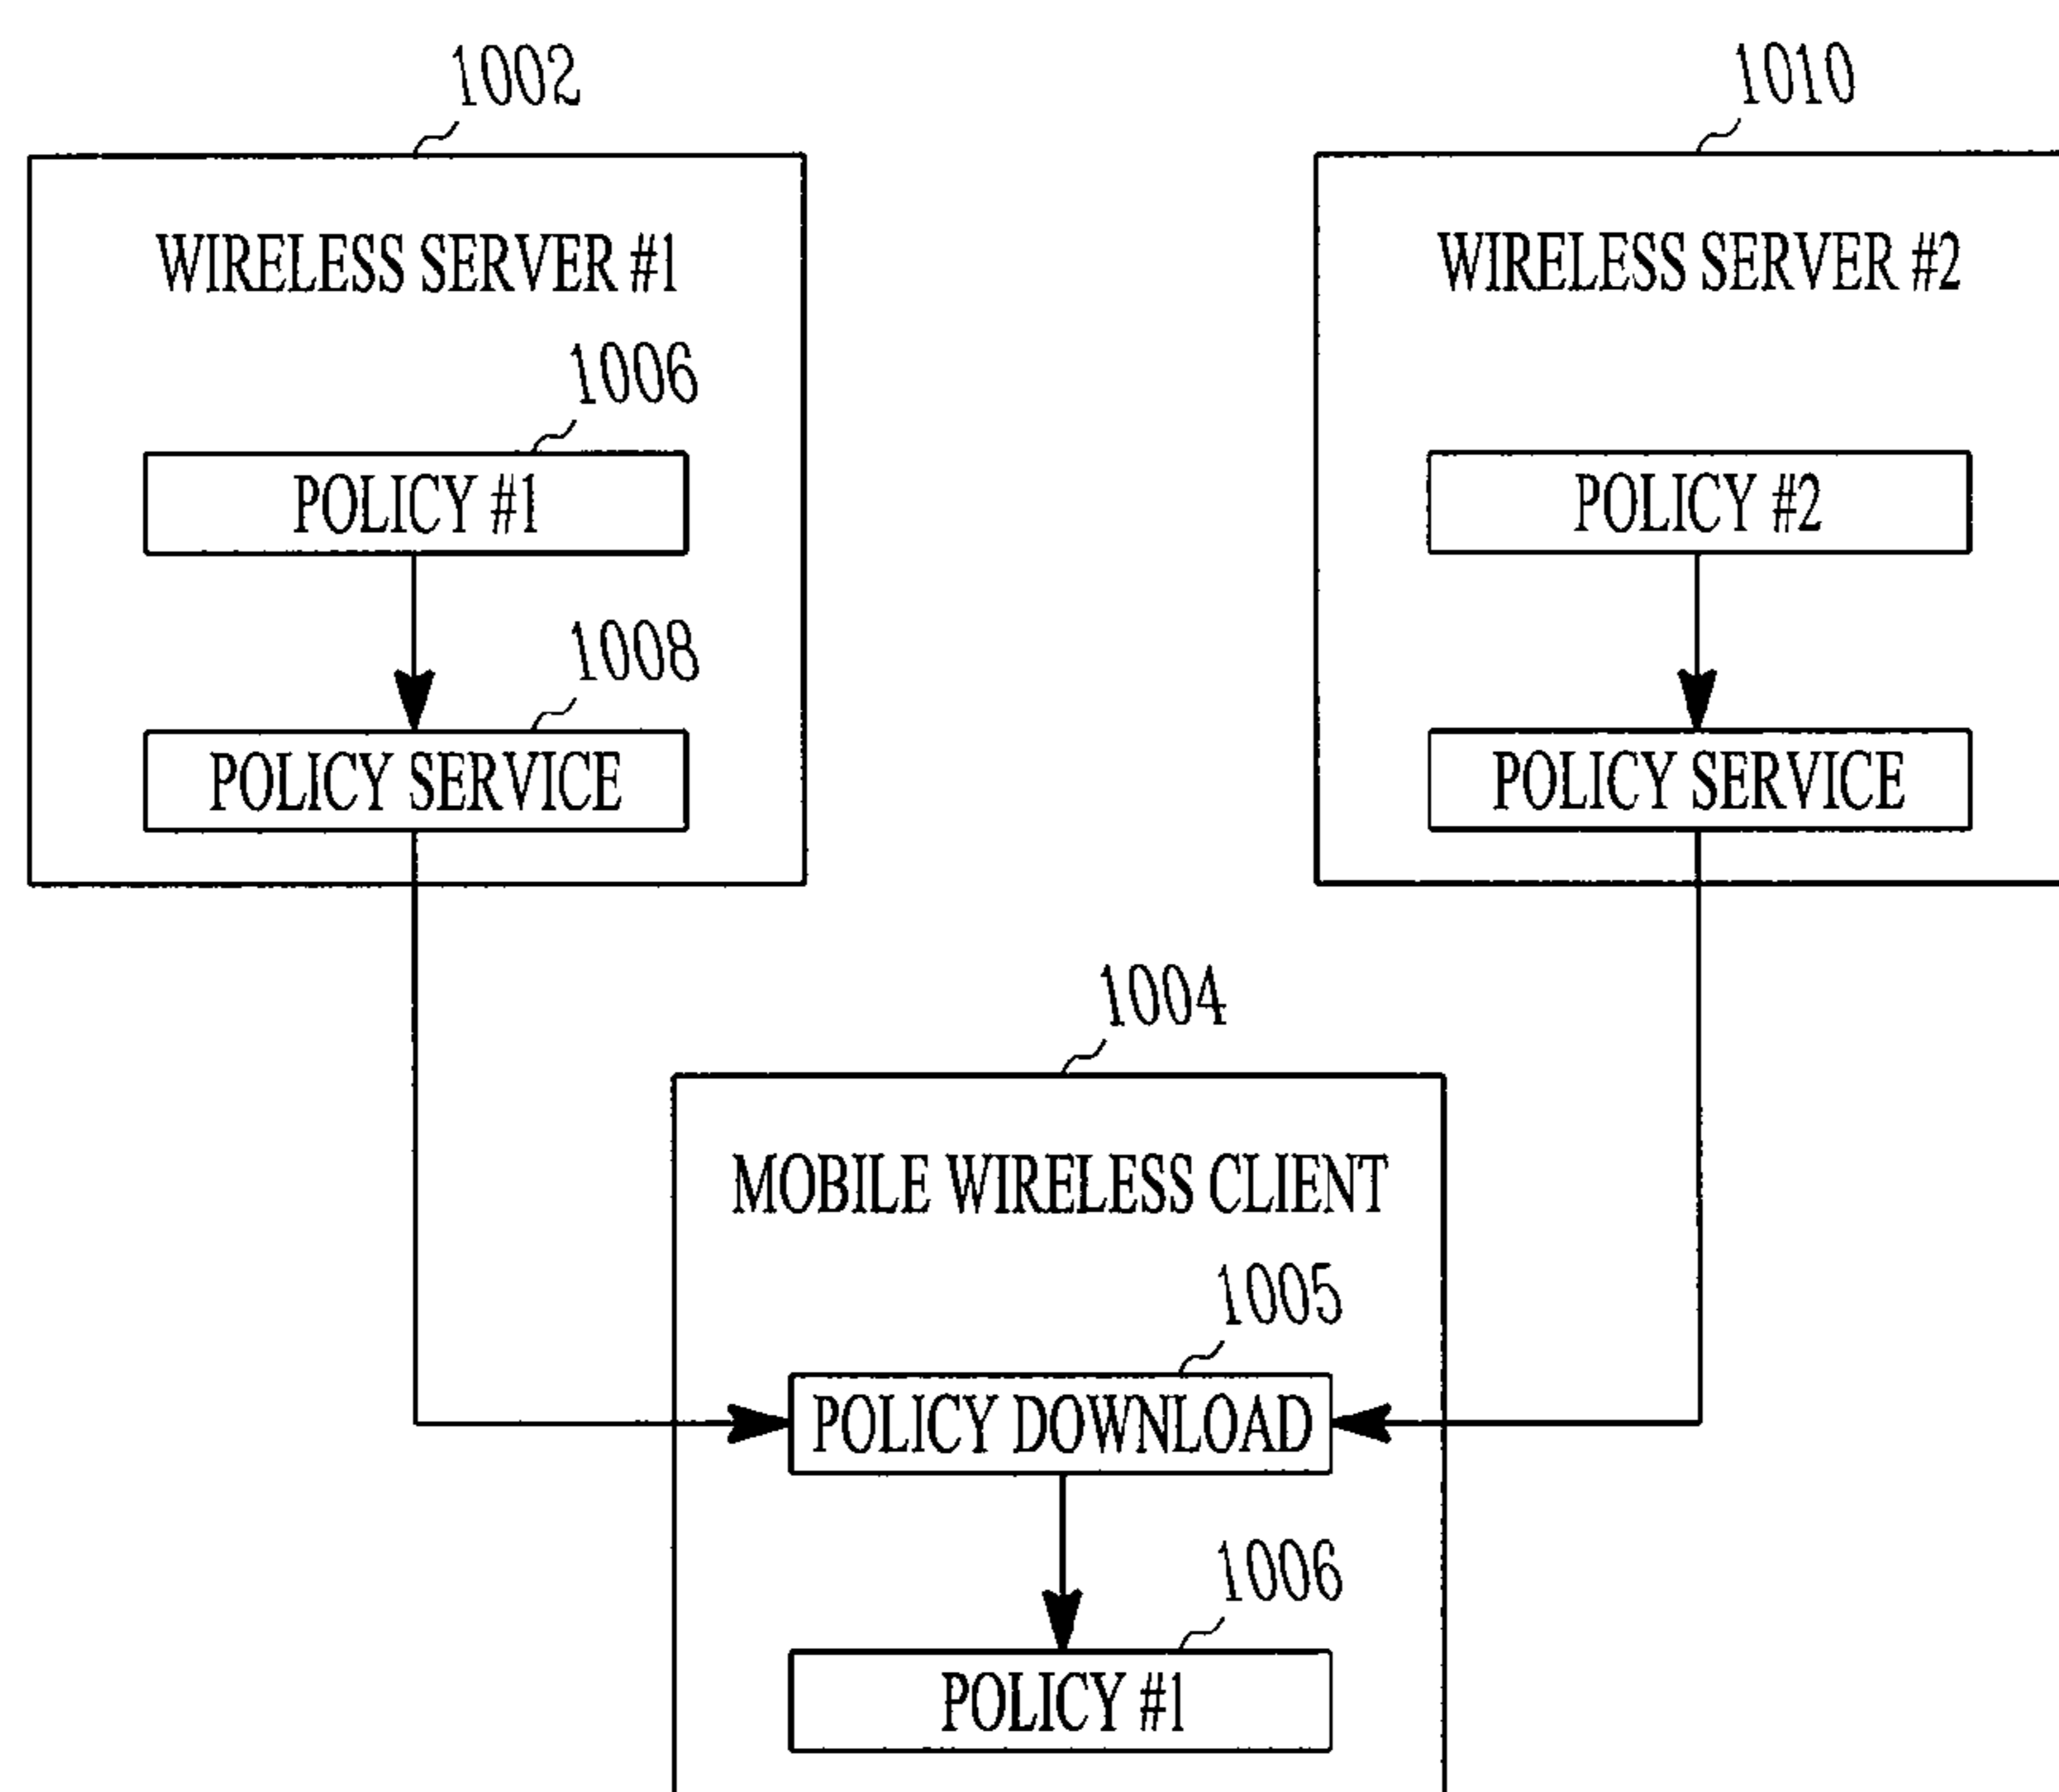 1002
WIRELESS SERVER #1
1006
POLICY #1
1008
POLICY SERVICE
1010
WIRELESS SERVER #2
POLICY #2
POLICY SERVICE
1004
MOBILE WIRELESS CLIENT
1005
POLICY DOWNLOAD
1006
POLICY #1